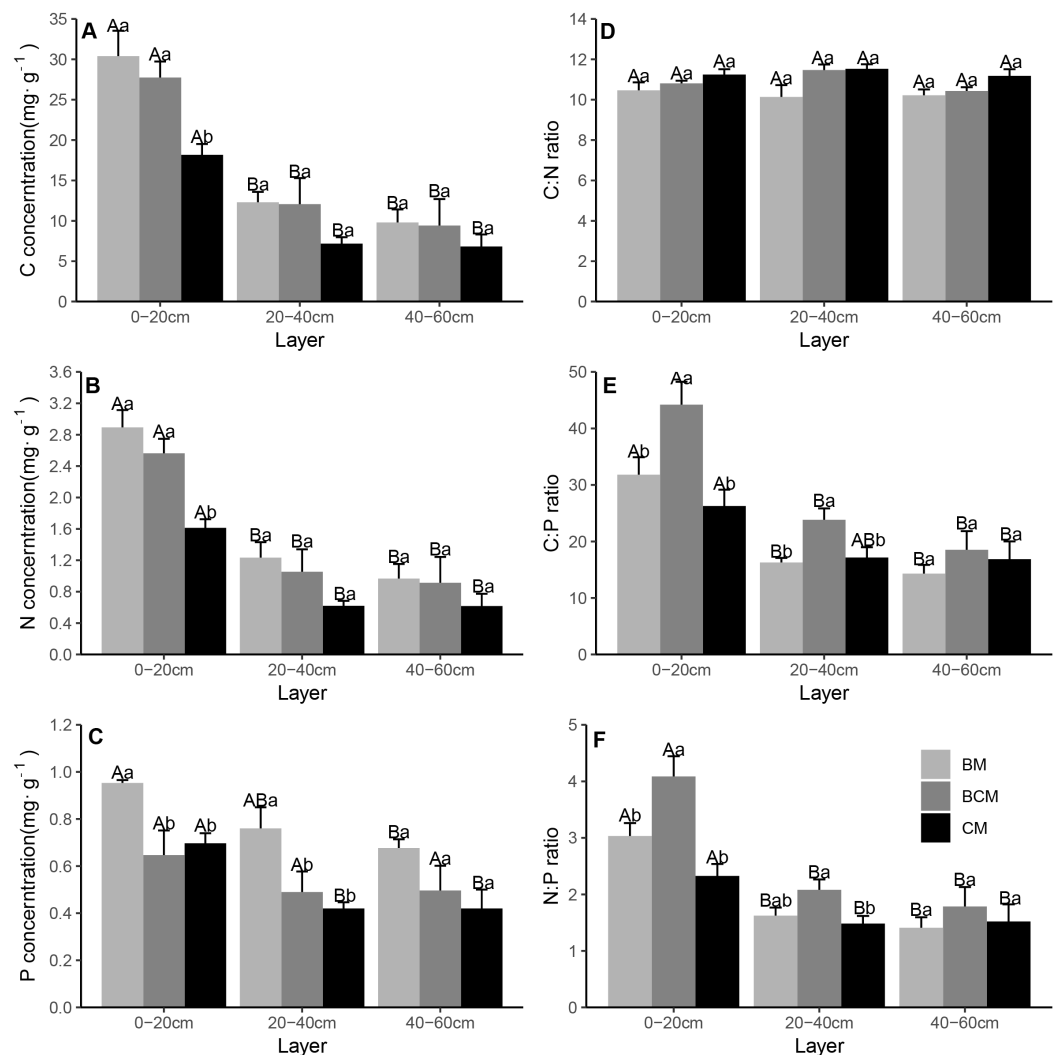 A
C concerntration(mg· g⁻¹ )
35
30
25
20
15
10
5
0
Aa
Aa
Ab
Ba
Ba
Ba
Ba
Ba
Ba
0−20cm 20−40cm 40−60cm
Layer
D
C:N ratio
14
12
10
8
6
4
2
0
Aa
Aa
Aa
Aa
Aa
Aa
Aa
Aa
Aa
0−20cm 20−40cm 40−60cm
Layer
B
N concerntration(mg· g⁻¹ )
3.6
3.2
2.8
2.4
2.0
1.6
1.2
0.8
0.4
0.0
Aa
Aa
Ab
Ba
Ba
Ba
Ba
Ba
Ba
0−20cm 20−40cm 40−60cm
Layer
E
C:P ratio
50
40
30
20
10
0
Ab
Aa
Ab
Bb
Ba
ABb
Ba
Ba
Ba
0−20cm 20−40cm 40−60cm
Layer
C
P concerntration(mg· g⁻¹ )
1.2
1.0
0.8
0.6
0.4
0.2
0.0
Aa
Ab
Ab
ABa
Ab
Bb
Ba
Aa
Ba
0−20cm 20−40cm 40−60cm
Layer
F
N:P ratio
5
4
3
2
1
0
Ab
Aa
Ab
Bab
Ba
Bb
Ba
Ba
Ba
BM
BCM
CM
0−20cm 20−40cm 40−60cm
Layer